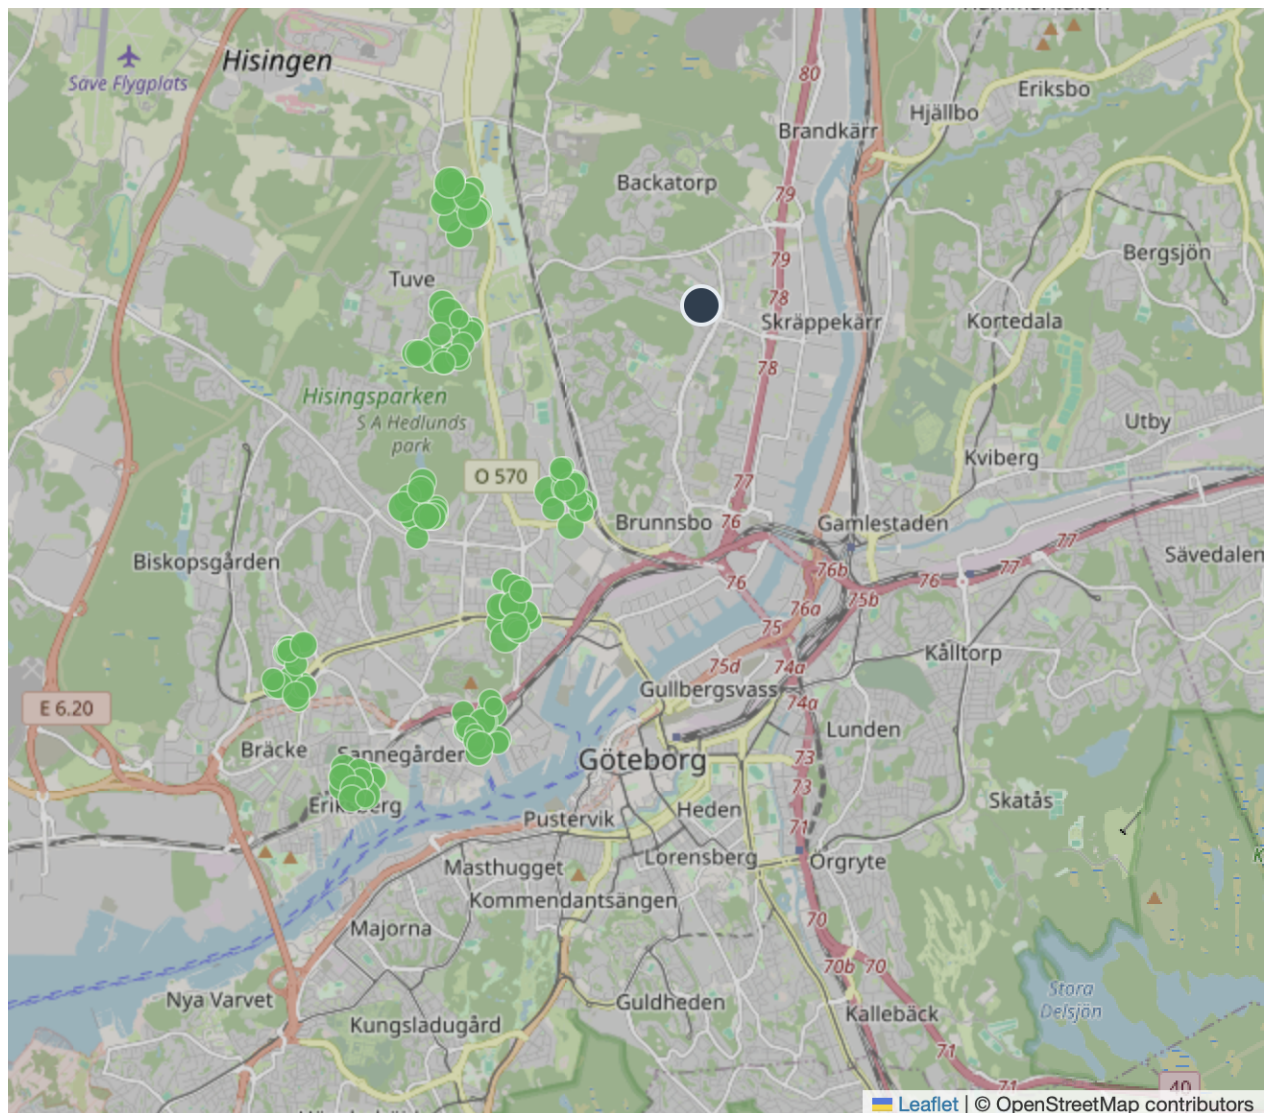 Hisingen
Säve Flygplats
80
Eriksbo
Hjällbo
Brandkärr
Backatorp
79
Bergsjön
79
Tuve
78
Skräppekärr
Kortedala
78
Hisingsparken
S A Hedlunds
park
Utby
Kviberg
O 570
77
76
Brunnsbo
Gamlestaden
77
Sävedalen
Biskopsgården
76b
77
76
76
75b
76a
75
Kålltorp
75d
74a
Gullbergsvass
74a
E 6.20
Lunden
Bräcke
Sannegården
Göteborg
73
73
Skatås
Eriksberg
Heden
Pustervik
71
Lorensberg
Örgryte
Masthugget
Kommendantsängen
70
Majorna
70b
70
Stora
Delsjön
Nya Varvet
Guldheden
Kallebäck
Kungsladugård
71
71
40
Leaflet | © OpenStreetMap contributors